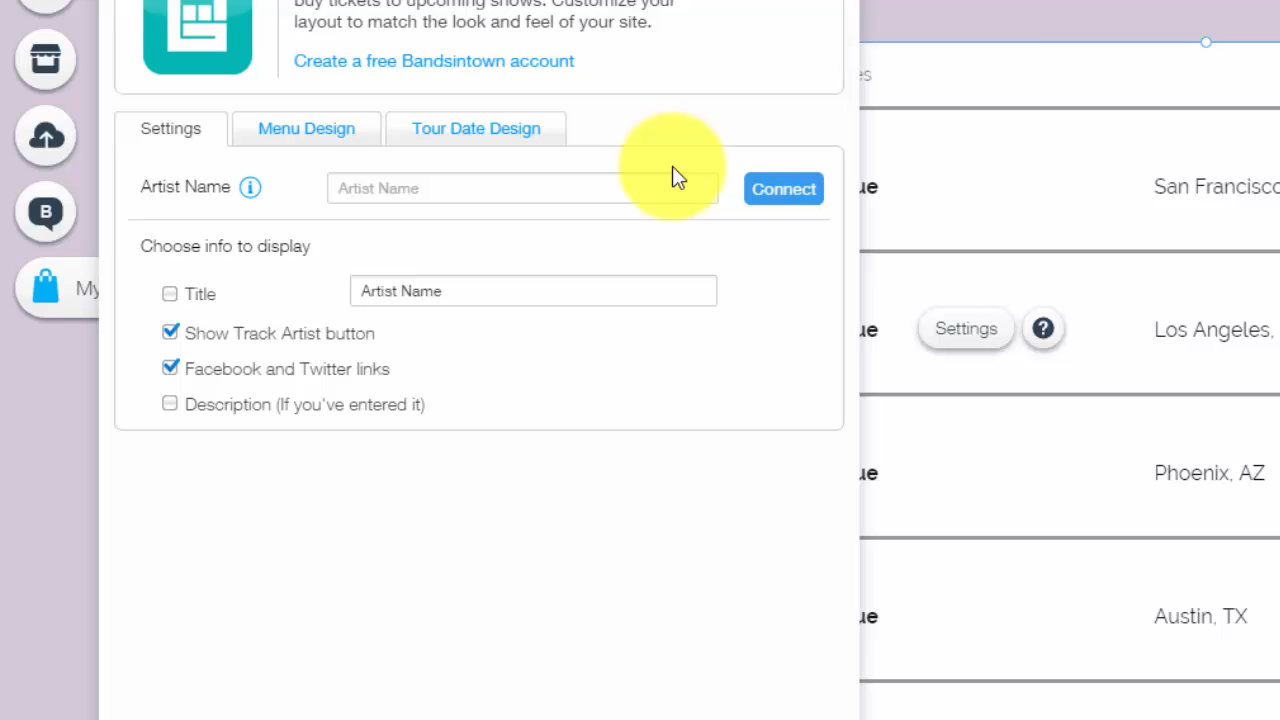 buy tickets to upcoming shows. Customize your
layout to match the look and feel of your site.
Create a free Bandsintown account
Settings
Menu Design
Tour Date Design
Artist Name
Artist Name
Connect
Choose info to display
Title
Artist Name
Show Track Artist button
Facebook and Twitter links
Description (If you've entered it)
B
My
es
ue
San Francisco
ue
Settings
?
Los Angeles,
ue
Phoenix, AZ
ue
Austin, TX